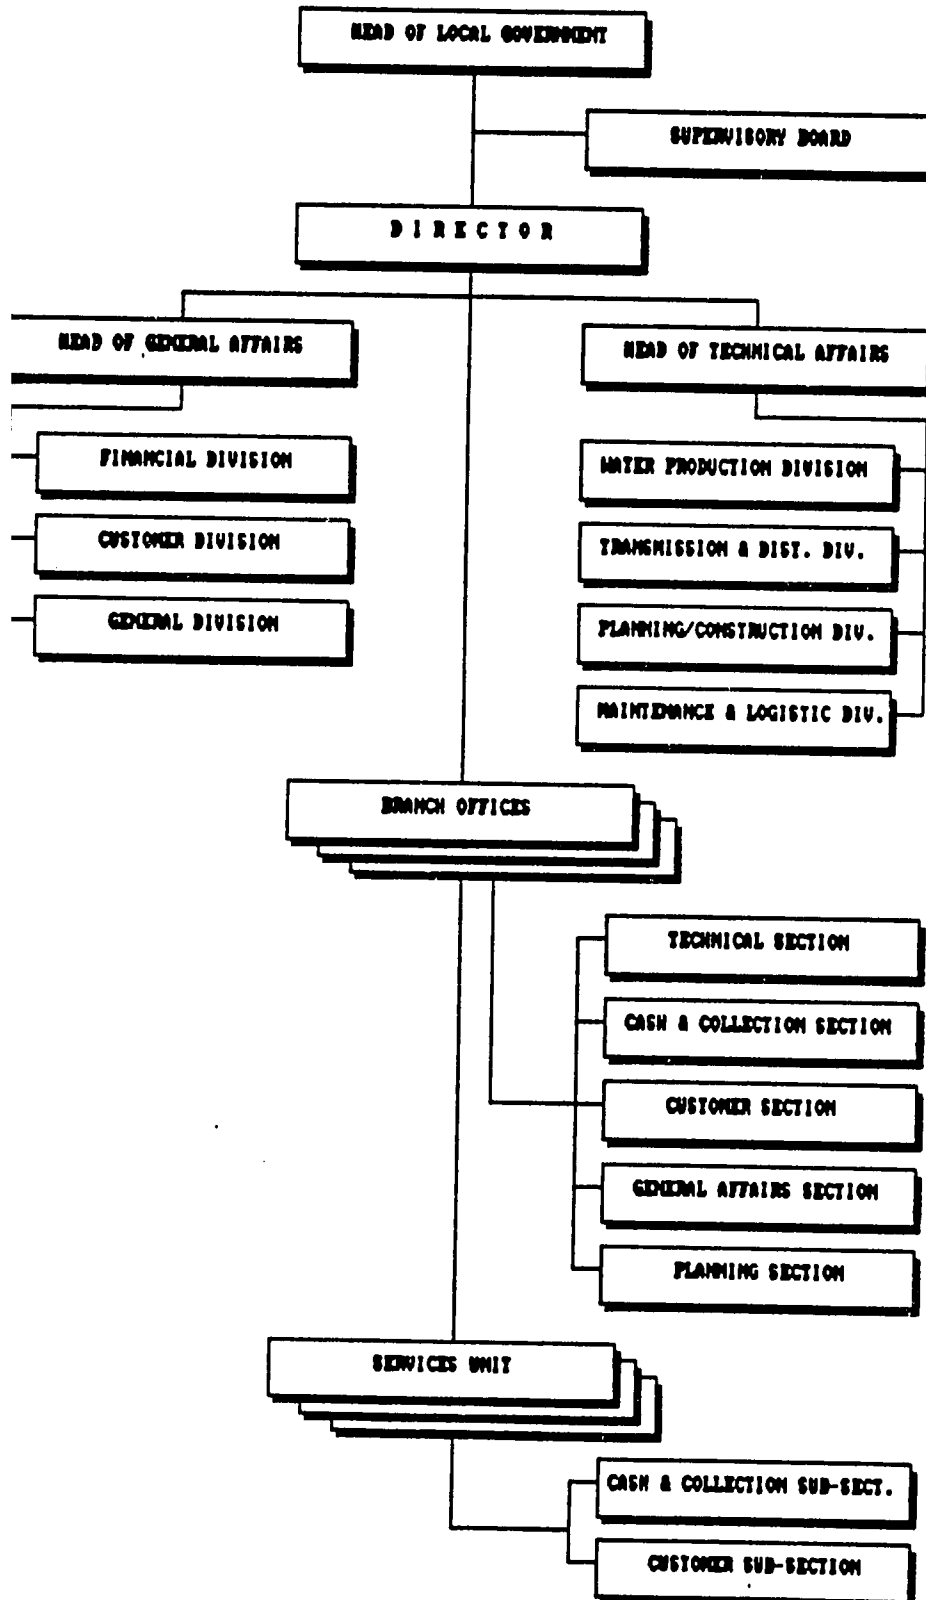 HEAD OF LOCAL GOVERNMENT
SUPERVISORY BOARD
DIRECTOR
HEAD OF GENERAL AFFAIRS
HEAD OF TECHNICAL AFFAIRS
FINANCIAL DIVISION
WATER PRODUCTION DIVISION
CUSTOMER DIVISION
TRANSMISSION & DIST. DIV.
GENERAL DIVISION
PLANNING/CONSTRUCTION DIV.
MAINTENANCE & LOGISTIC DIV.
BRANCH OFFICES
TECHNICAL SECTION
CASH & COLLECTION SECTION
CUSTOMER SECTION
GENERAL AFFAIRS SECTION
PLANNING SECTION
SERVICES UNIT
CASH & COLLECTION SUB-SECT.
CUSTOMER SUB-SECTION